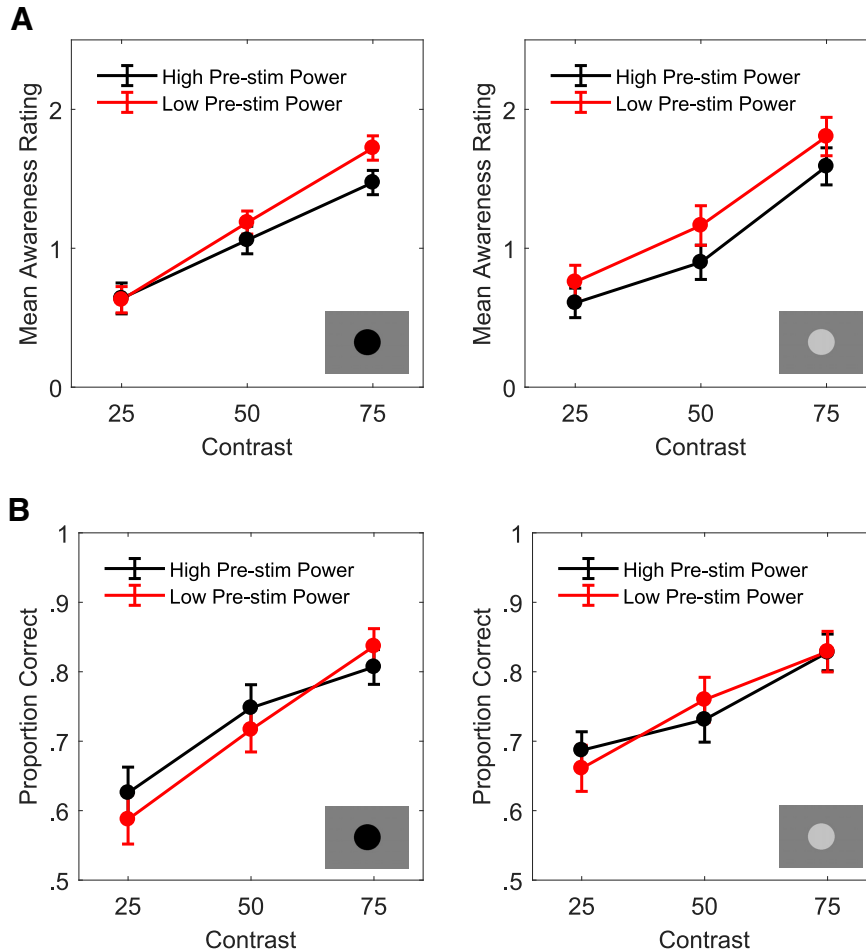 A
Mean Awareness Rating
2
1
0
High Pre-stim Power
Low Pre-stim Power
25 50 75
Contrast
Mean Awareness Rating
2
1
0
High Pre-stim Power
Low Pre-stim Power
25 50 75
Contrast
B
Proportion Correct
1
.9
.8
.7
.6
.5
High Pre-stim Power
Low Pre-stim Power
25 50 75
Contrast
Proportion Correct
1
.9
.8
.7
.6
.5
High Pre-stim Power
Low Pre-stim Power
25 50 75
Contrast